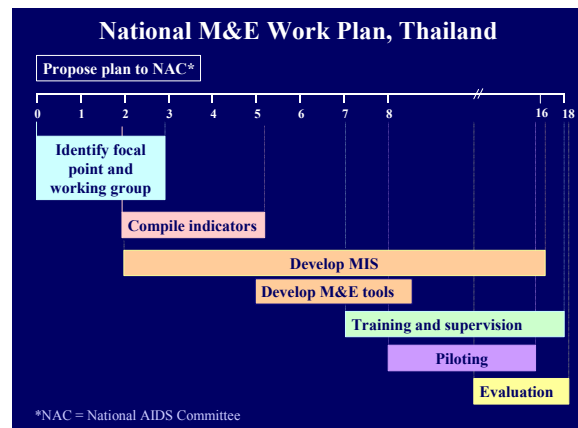 National M&E Work Plan, Thailand
Propose plan to NAC*
0 1 2 3 4 5 6 7 8 16 18
Identify focal
point and
working group
Compile indicators
Develop MIS
Develop M&E tools
Training and supervision
Piloting
Evaluation
*NAC = National AIDS Committee